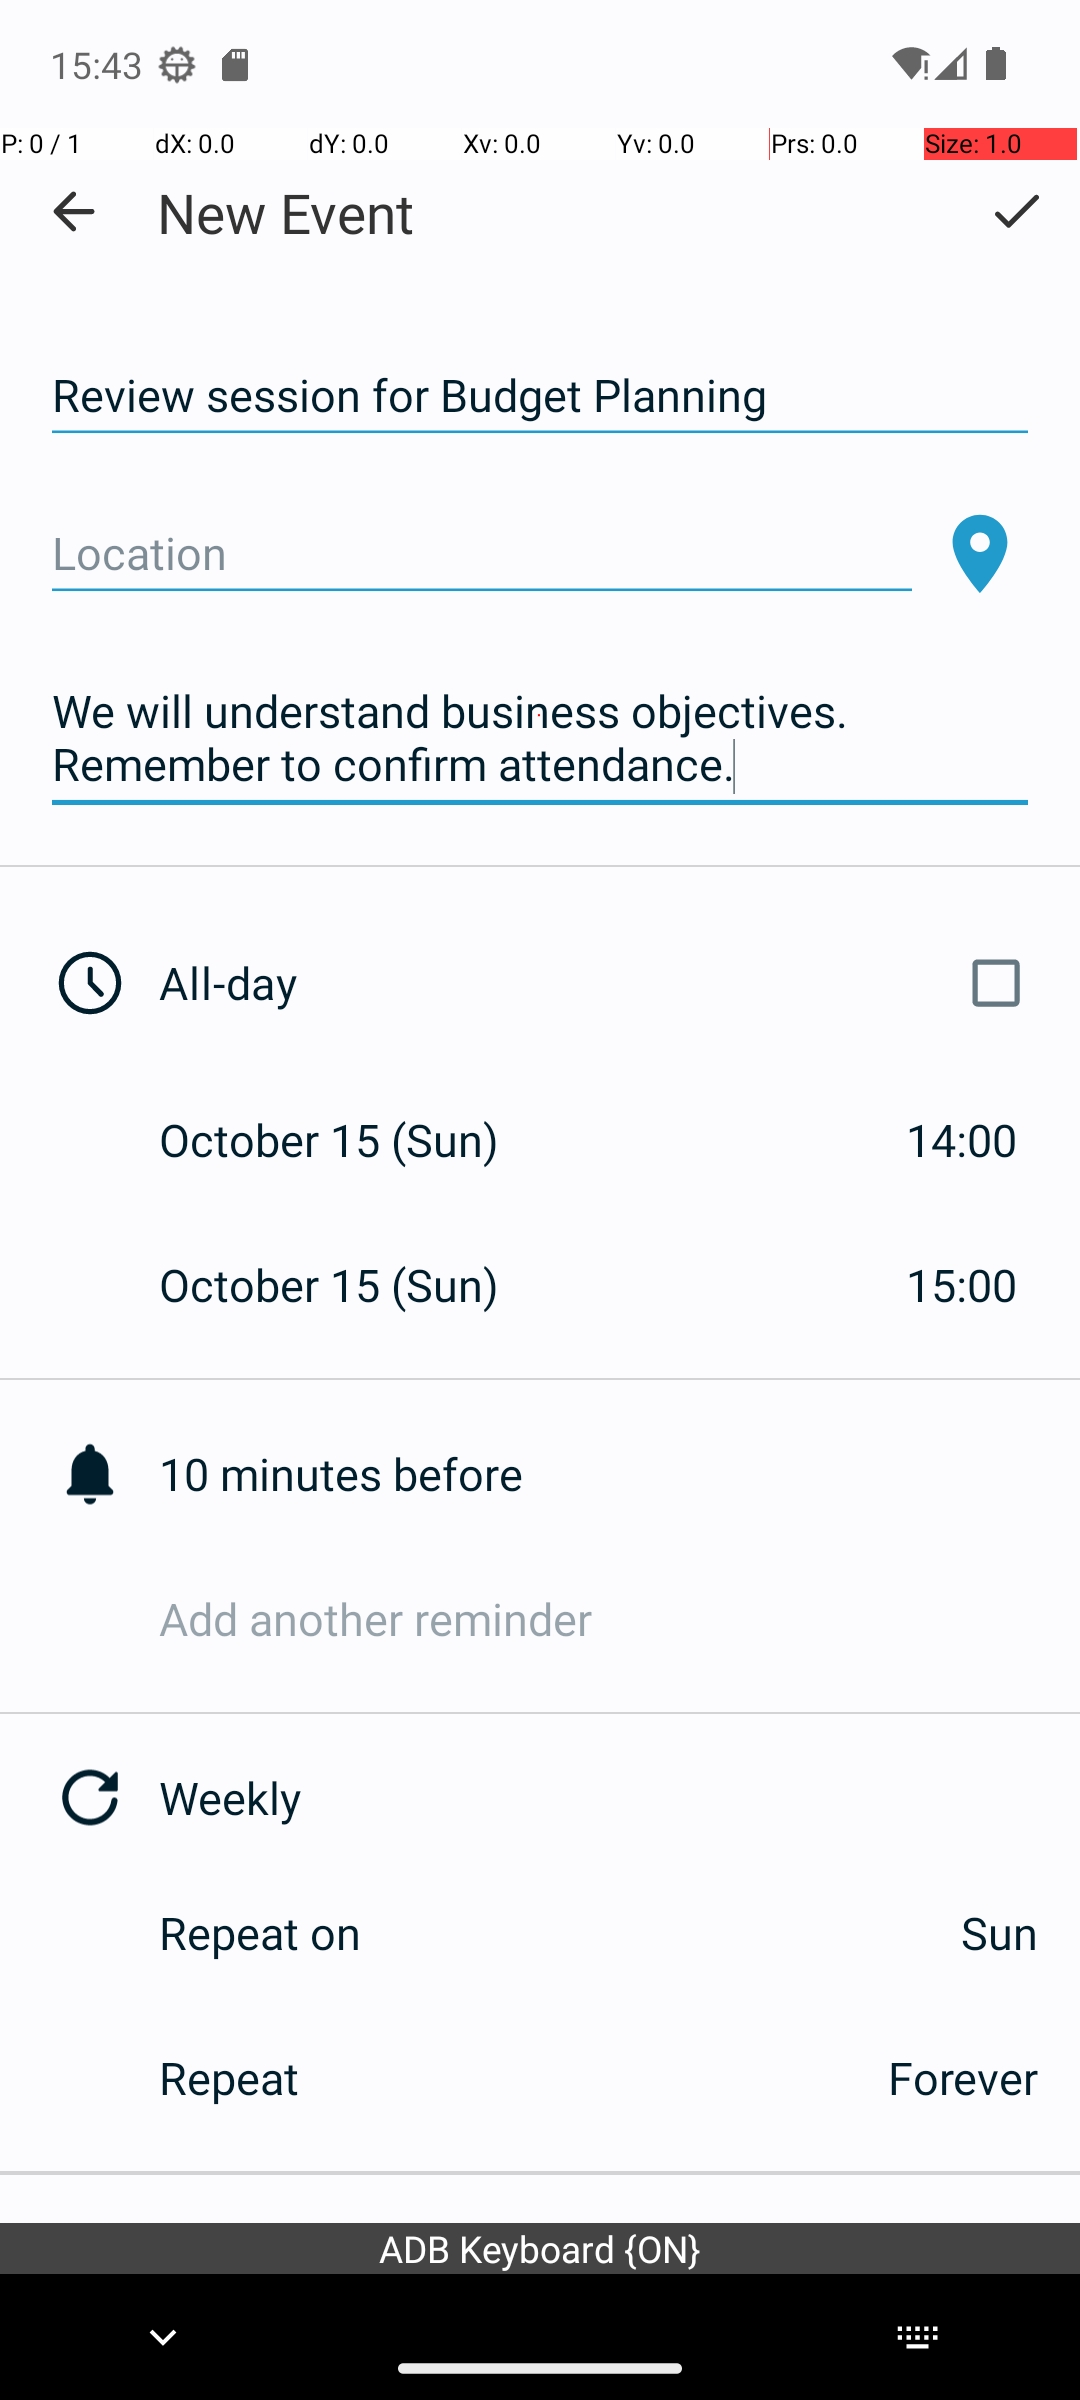 15:43
P: 0 / 1 dX: 0.0 dY: 0.0 Xv: 0.0 Yv: 0.0 Prs: 0.0 Size: 1.0
New Event
Review session for Budget Planning
Location
We will understand business objectives.
Remember to confirm attendance.
All-day
October 15 (Sun) 14:00
October 15 (Sun) 15:00
10 minutes before
Add another reminder
Weekly
Repeat on Sun
Repeat Forever
ADB Keyboard {ON}